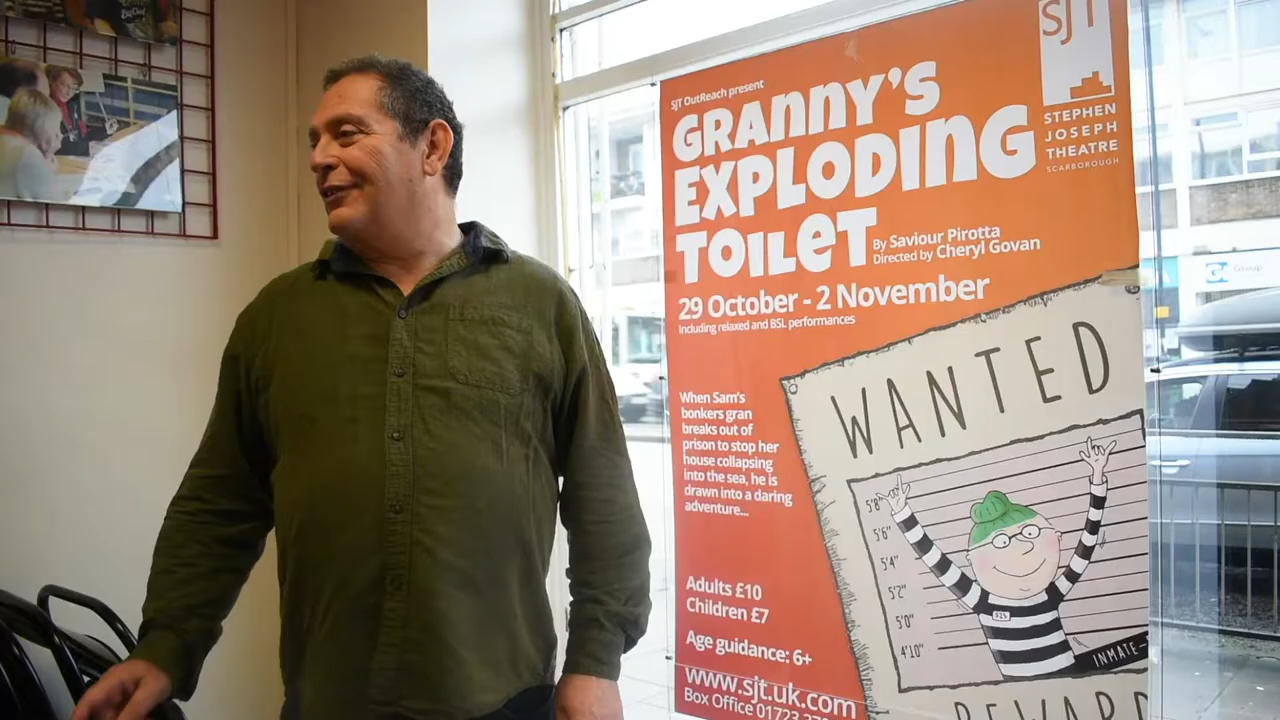 SJT OutReach present
GRANNY'S
EXPLODING
TOILET
By Saviour Pirotta
Directed by Cheryl Govan
29 October - 2 November
Including relaxed and BSL performances
SJT
STEPHEN
JOSEPH
THEATRE
SCARBOROUGH
When Sam's
bonkers gran
breaks out of
prison to stop her
house collapsing
into the sea, he is
drawn into a daring
adventure...
Adults £10
Children £7
Age guidance: 6+
www.sjt.uk.com
Box Office 01723
WANTED
5'8"
5'6"
5'4"
5'2"
5'0"
4'10"
INMATE-
REWARD
Group